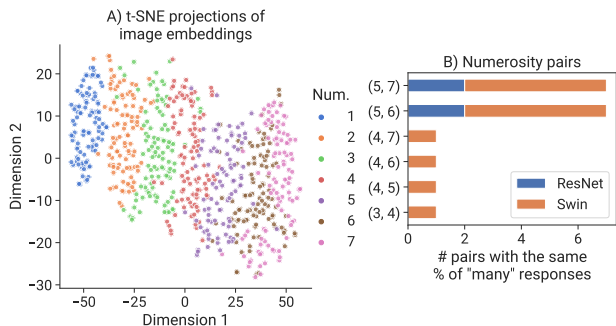 A) t-SNE projections of
image embeddings
20
10
0
−10
−20
−30
Dimension 2
−50
−25
0
25
50
Dimension 1
Num.
1
2
3
4
5
6
7
B) Numerosity pairs
(5, 7)
(5, 6)
(4, 7)
(4, 6)
(4, 5)
(3, 4)
ResNet
Swin
0
2
4
6
# pairs with the same
% of "many" responses